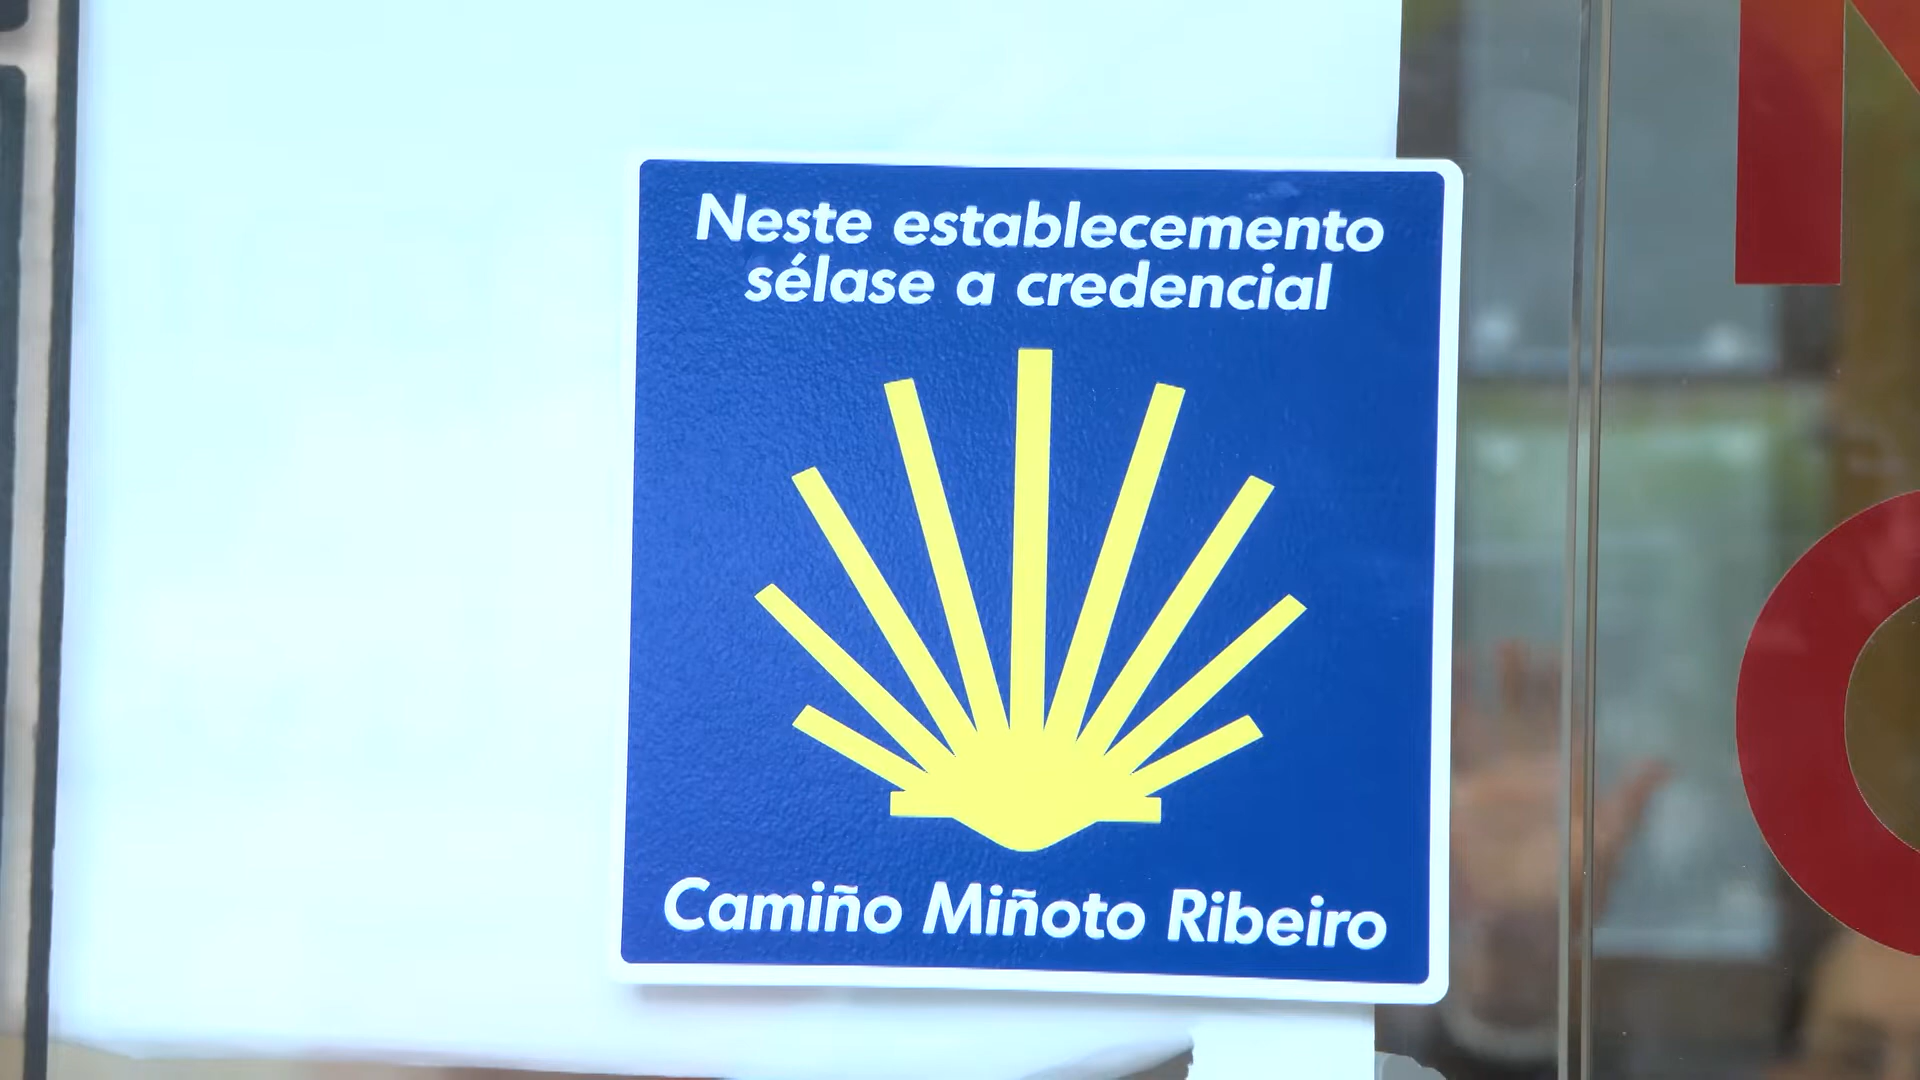 Neste establecemento
sélase a credencial
Camiño Miñoto Ribeiro